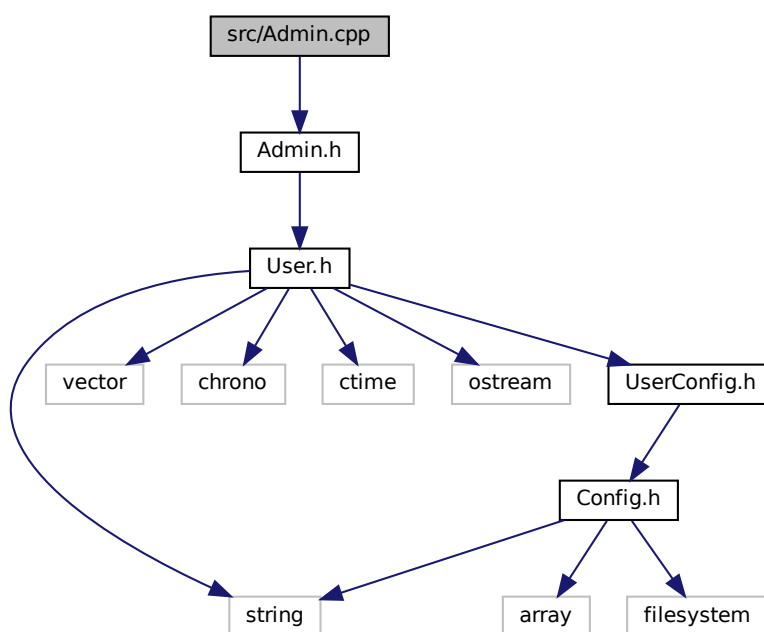 src/Admin.cpp
Admin.h
User.h
vector
chrono
ctime
ostream
UserConfig.h
Config.h
string
array
filesystem